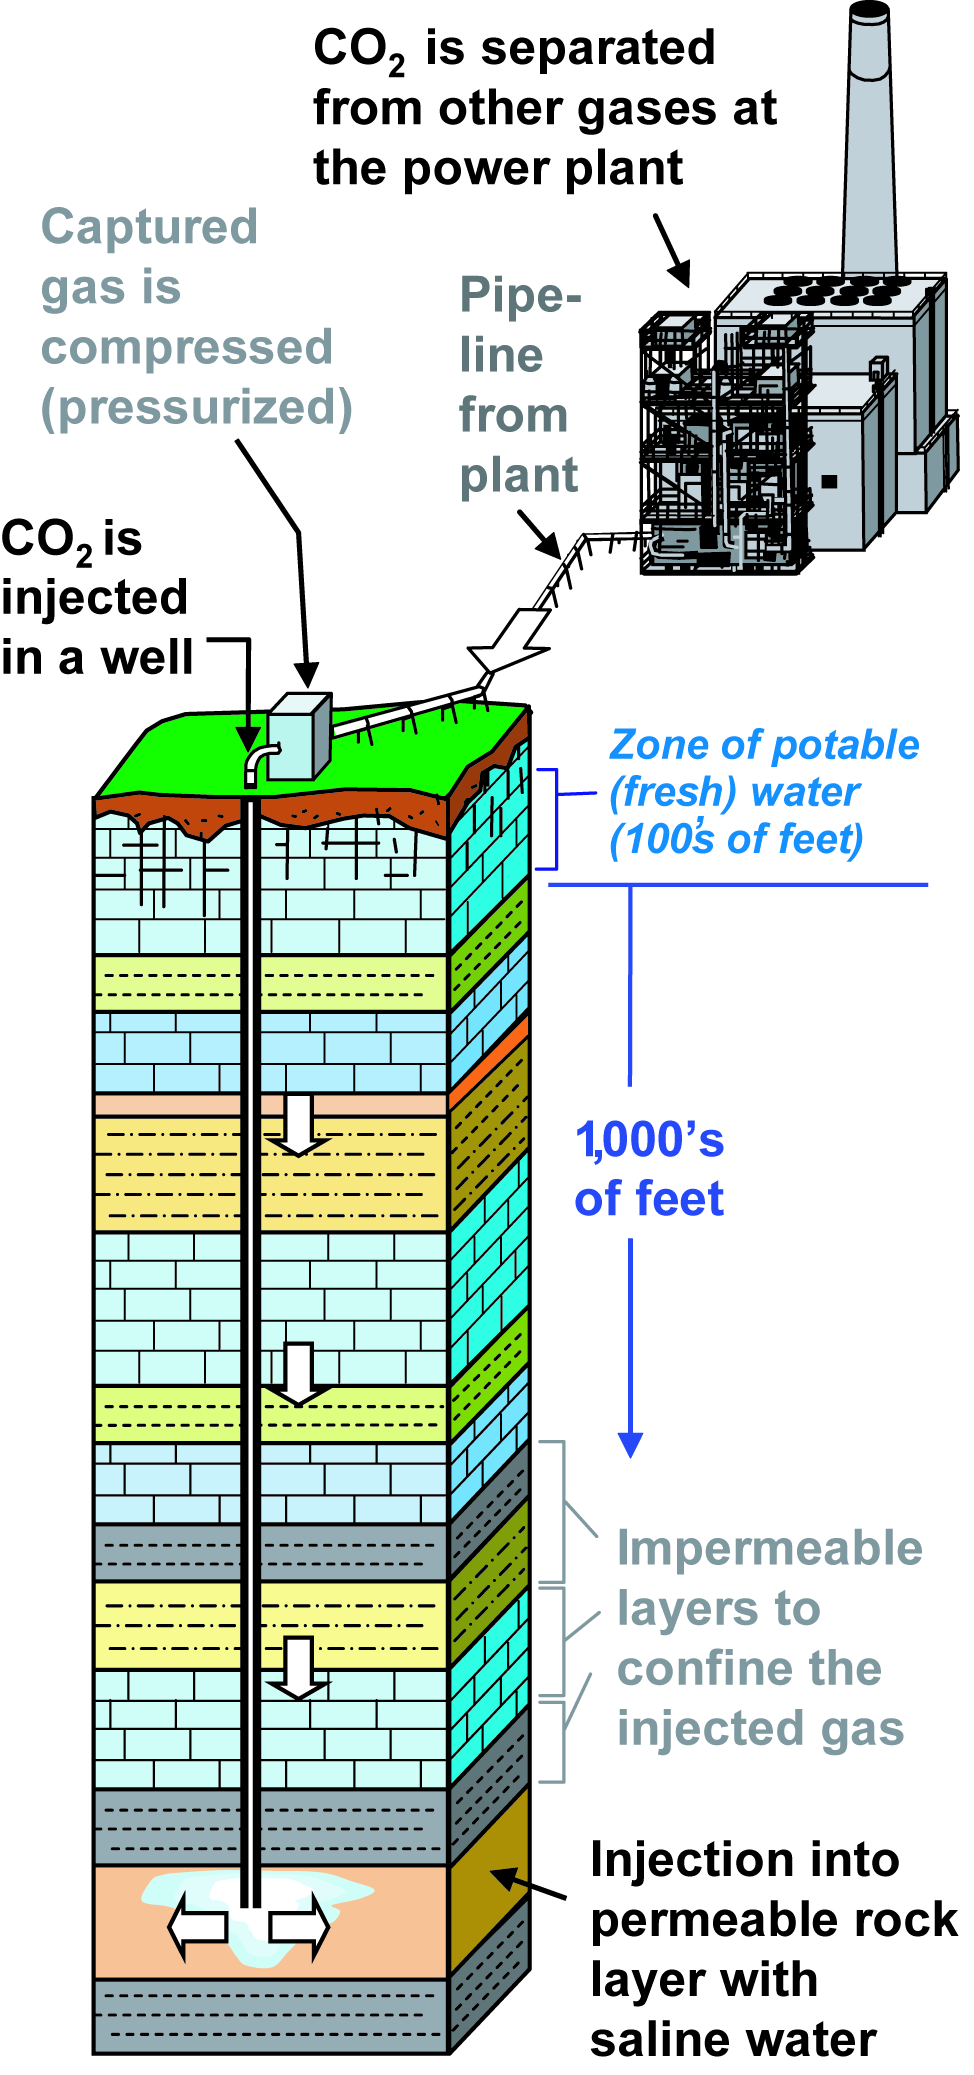 CO2 is separated
from other gases at
the power plant
Captured
gas is
compressed
(pressurized)
Pipe-
line
from
plant
CO2 is
injected
in a well
Zone of potable
(fresh) water
(100's of feet)
1,000's
of feet
Impermeable
layers to
confine the
injected gas
Injection into
permeable rock
layer with
saline water